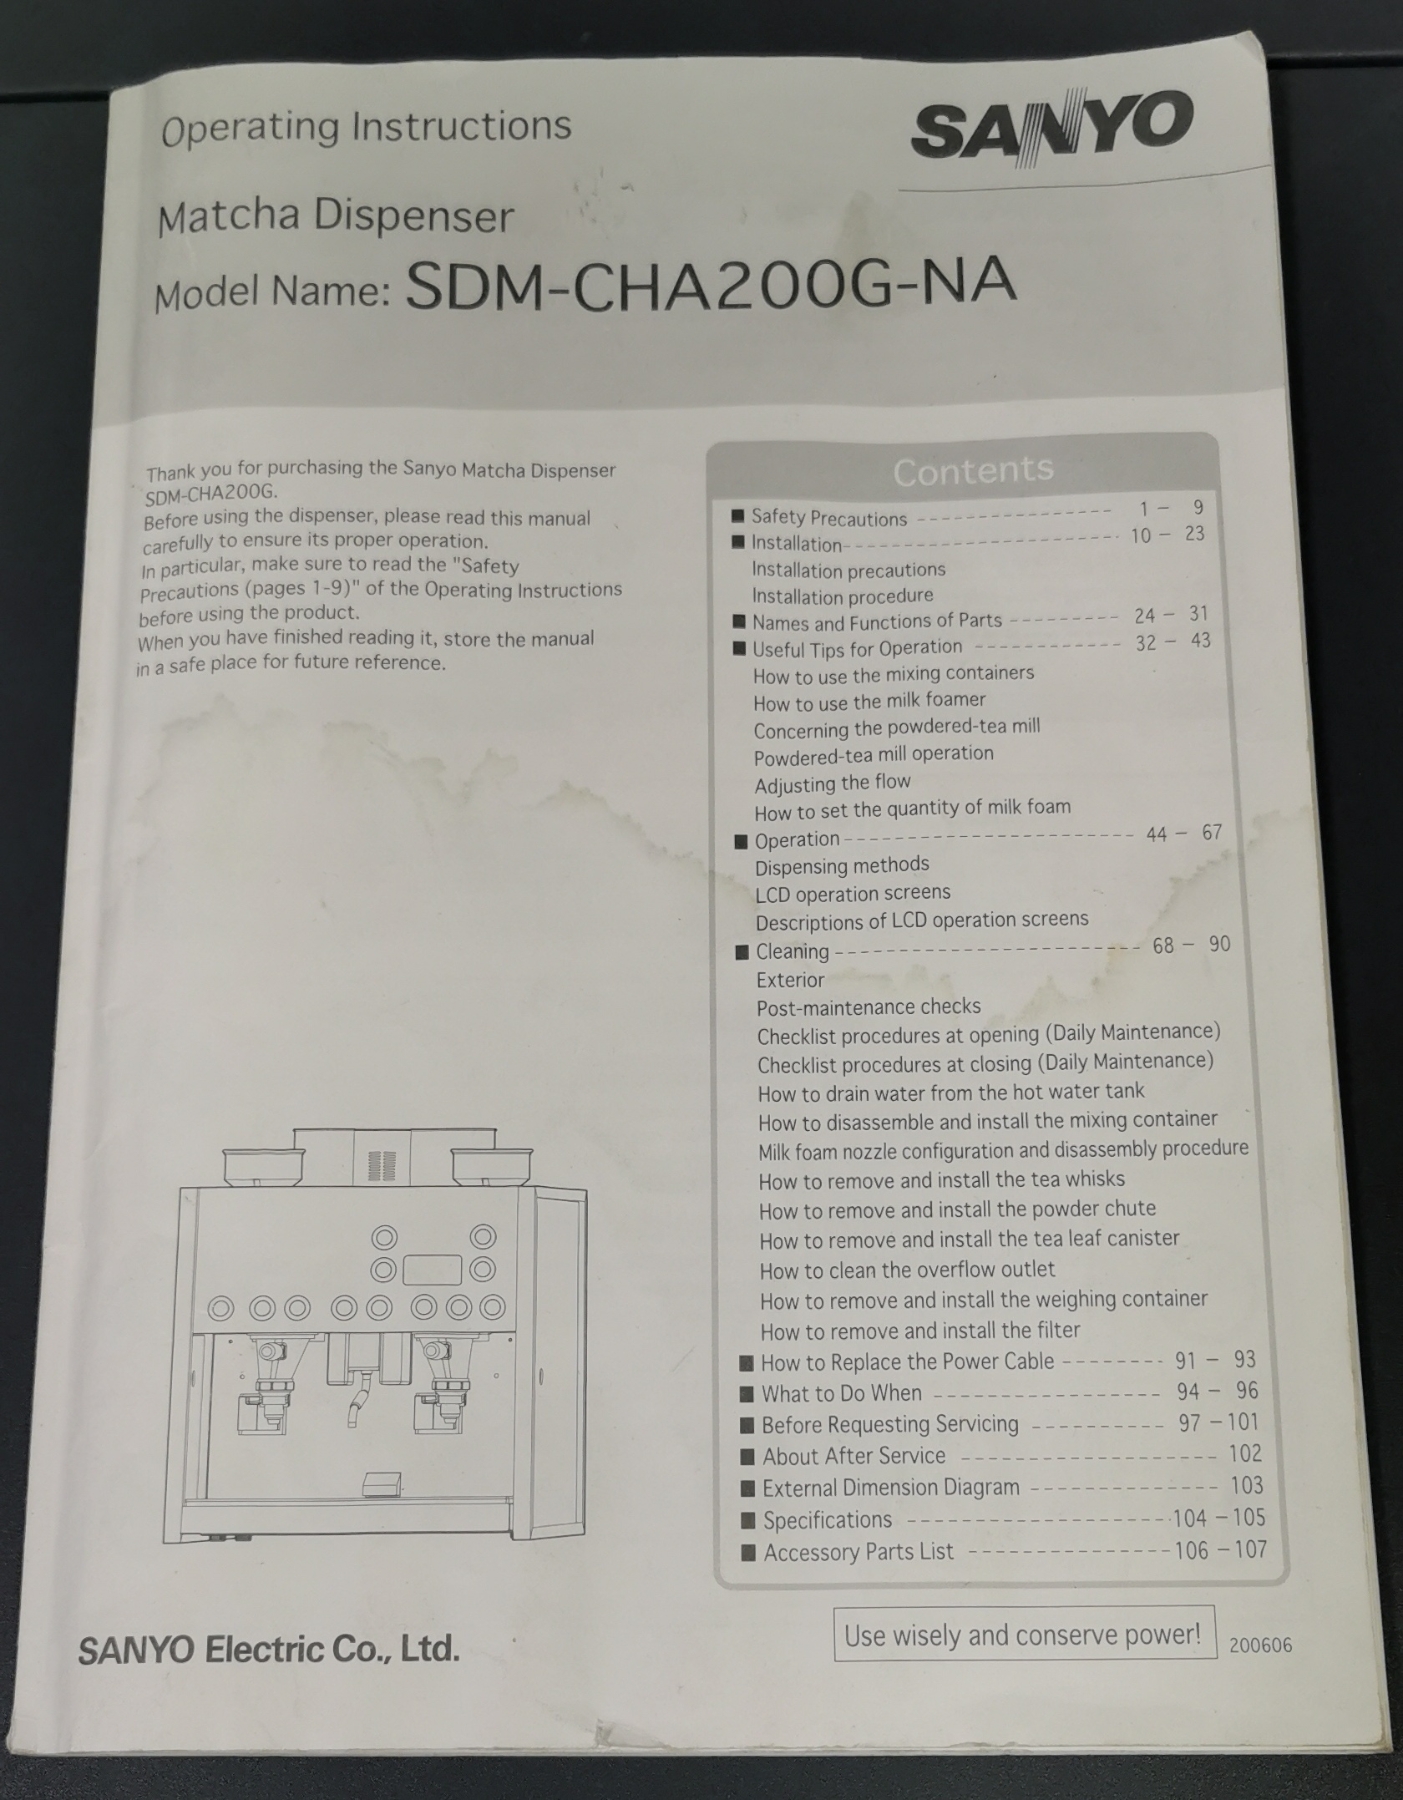 Operating Instructions
SANYO
Matcha Dispenser
Model Name: SDM-CHA200G-NA
Thank you for purchasing the Sanyo Matcha Dispenser
SDM-CHA200G.
Before using the dispenser, please read this manual
carefully to ensure its proper operation.
In particular, make sure to read the "Safety
Precautions (pages 1-9)" of the Operating Instructions
before using the product.
When you have finished reading it, store the manual
in a safe place for future reference.
Contents
■ Safety Precautions ---------------- 1 - 9
■ Installation--------------------- 10 - 23
Installation precautions
Installation procedure
■ Names and Functions of Parts --------- 24 - 31
■ Useful Tips for Operation ------------ 32 - 43
How to use the mixing containers
How to use the milk foamer
Concerning the powdered-tea mill
Powdered-tea mill operation
Adjusting the flow
How to set the quantity of milk foam
■ Operation----------------------- 44 - 67
Dispensing methods
LCD operation screens
Descriptions of LCD operation screens
■ Cleaning ------------------------ 68 - 90
Exterior
Post-maintenance checks
Checklist procedures at opening (Daily Maintenance)
Checklist procedures at closing (Daily Maintenance)
How to drain water from the hot water tank
How to disassemble and install the mixing container
Milk foam nozzle configuration and disassembly procedure
How to remove and install the tea whisks
How to remove and install the powder chute
How to remove and install the tea leaf canister
How to clean the overflow outlet
How to remove and install the weighing container
How to remove and install the filter
■ How to Replace the Power Cable -------- 91 - 93
■ What to Do When ----------------- 94 - 96
■ Before Requesting Servicing ---------- 97 - 101
■ About After Service ------------------- 102
■ External Dimension Diagram -------------- 103
■ Specifications ------------------- 104 - 105
■ Accessory Parts List --------------- 106 - 107
SANYO Electric Co., Ltd.
Use wisely and conserve power!
200606